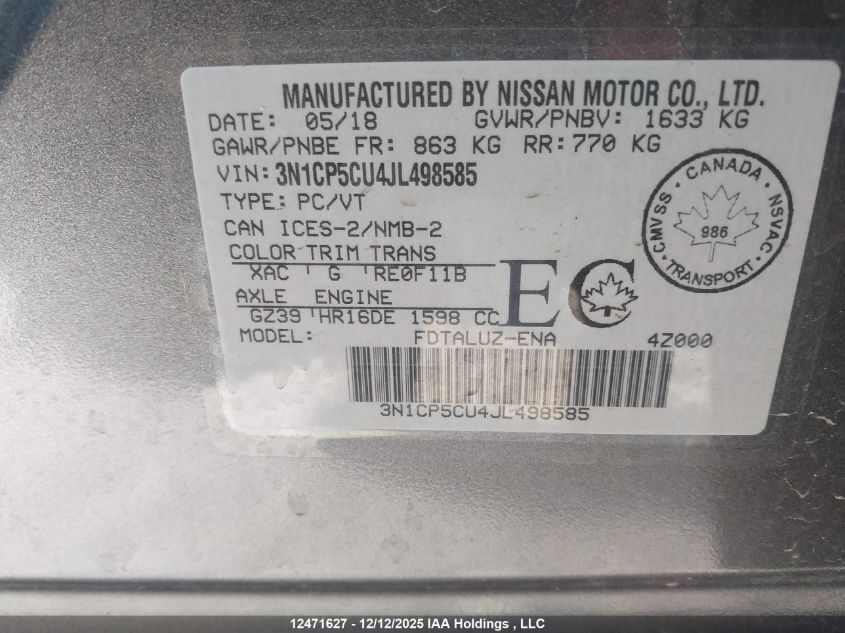 MANUFACTURED BY NISSAN MOTOR CO., LTD.
DATE: 05/18 GVWR/PNBV: 1633 KG
GAWR/PNBE FR: 863 KG RR: 770 KG
VIN: 3N1CP5CU4JL498585
TYPE: PC/VT
CAN ICES-2/NMB-2
COLOR TRIM TRANS
XAC G RE0F11B
AXLE ENGINE
GZ39 HR16DE 1598 CC
EC
MODEL: FDTALUZ-ENA 4Z000
3N1CP5CU4JL498585
CMVSS · CANADA · NSVAC · TRANSPORT ·
986
12471627 - 12/12/2025 IAA Holdings , LLC